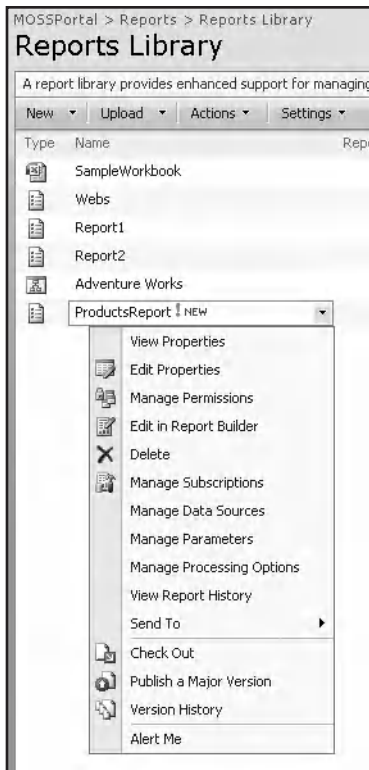 MOSSPortal > Reports > Reports Library
Reports Library
A report library provides enhanced support for managing
New Upload Actions Settings
Type Name Repo
SampleWorkbook
Webs
Report1
Report2
Adventure Works
ProductsReport ! NEW
View Properties
Edit Properties
Manage Permissions
Edit in Report Builder
Delete
Manage Subscriptions
Manage Data Sources
Manage Parameters
Manage Processing Options
View Report History
Send To
Check Out
Publish a Major Version
Version History
Alert Me